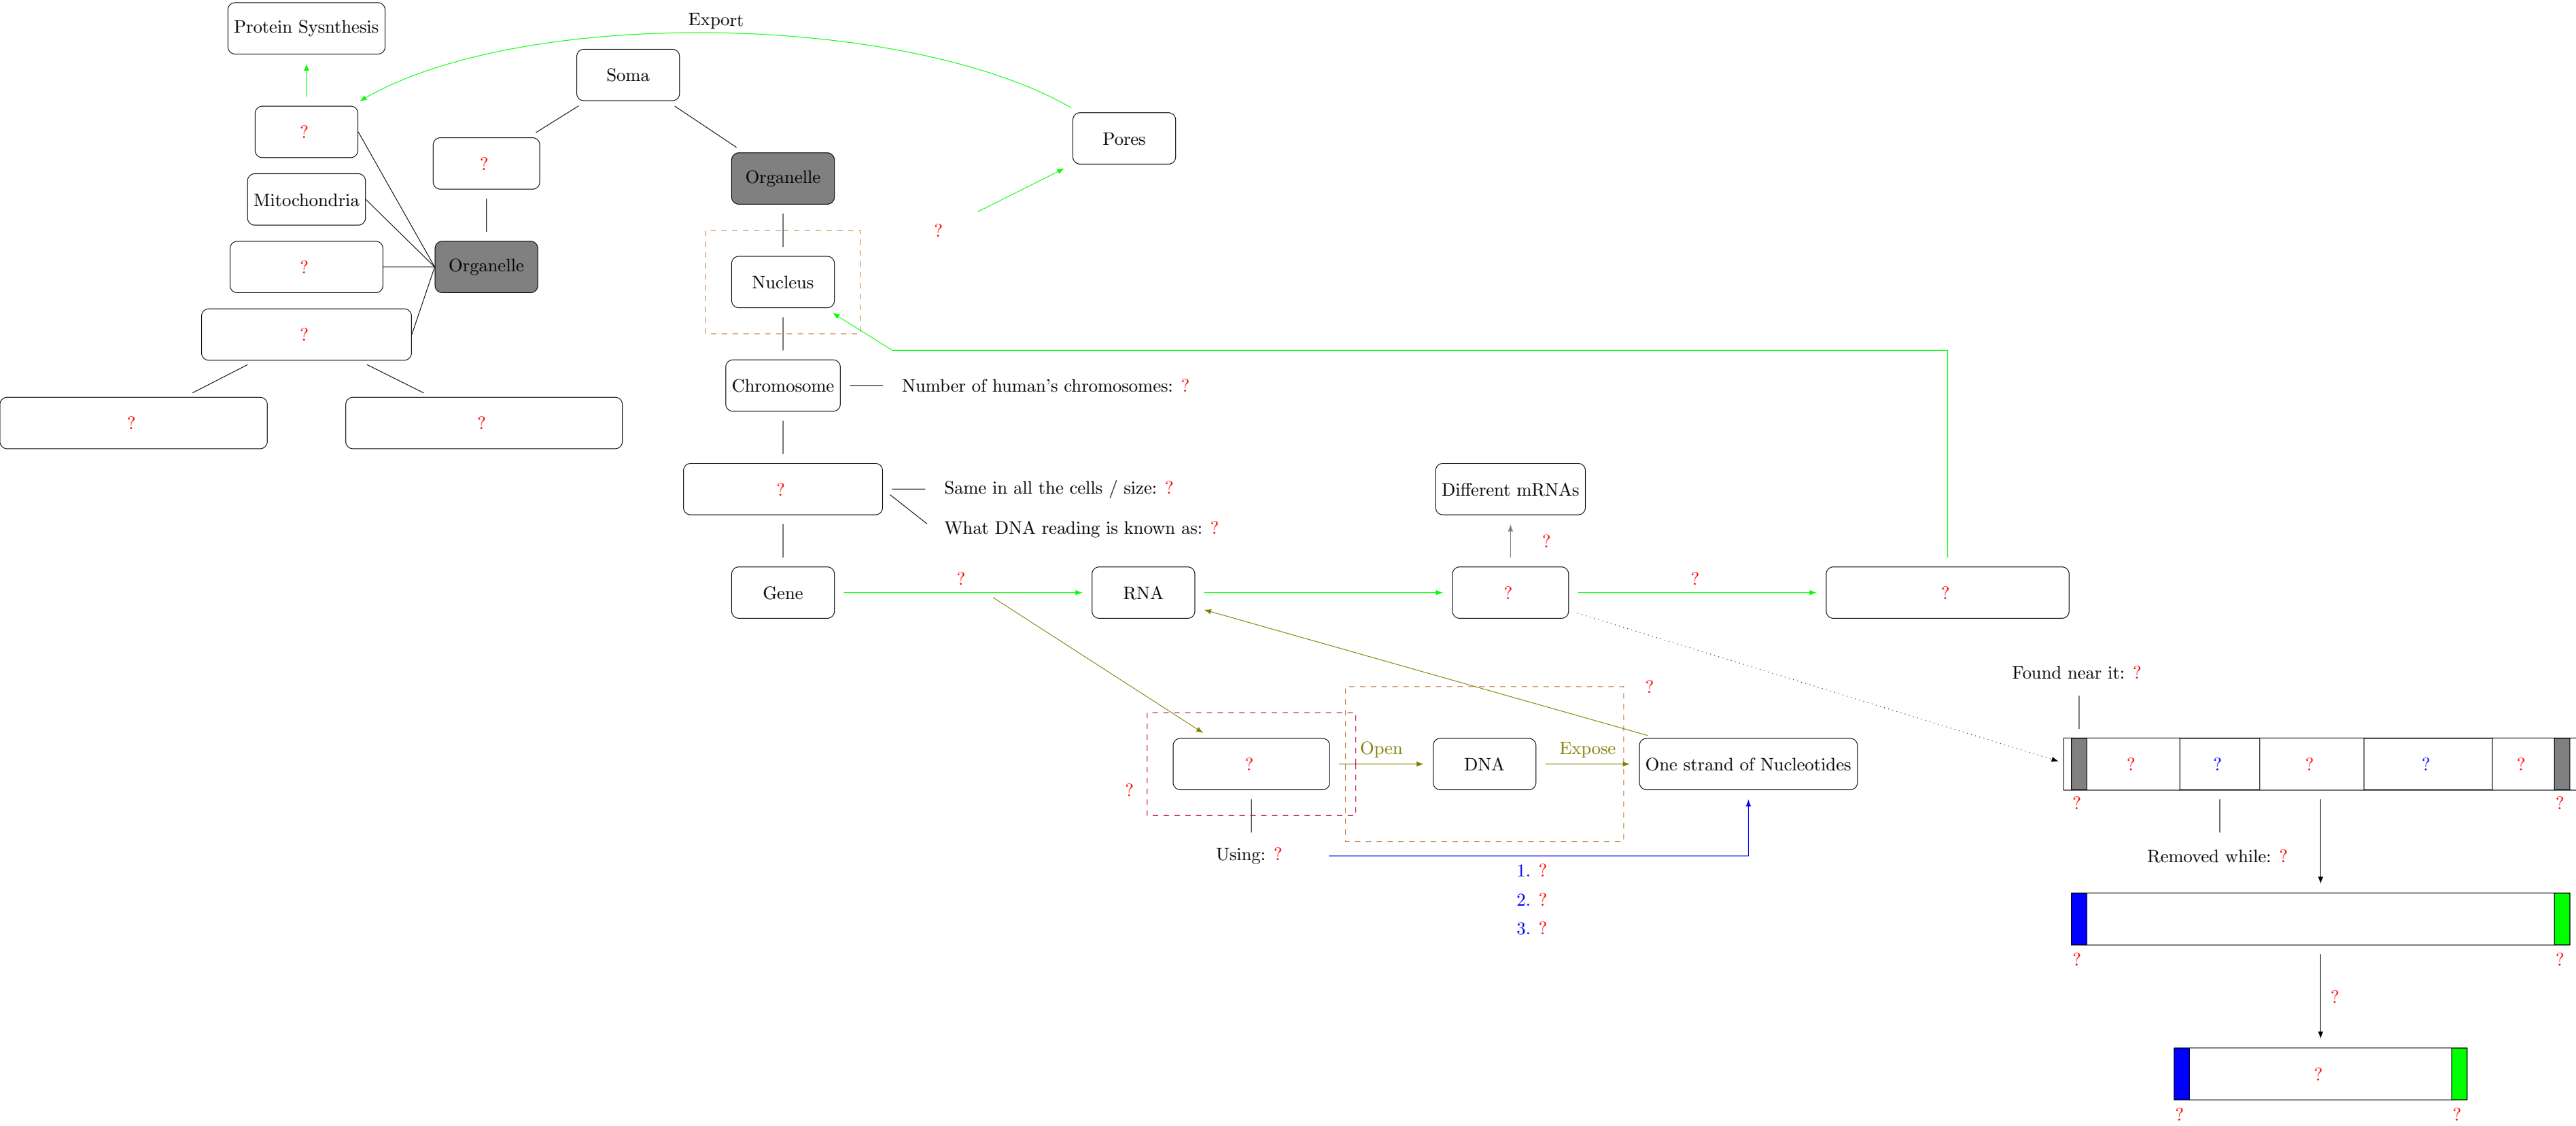 Export
Protein Sysnthesis
Soma
?
Pores
?
Organelle
Mitochondria
?
?
Organelle
Nucleus
?
Chromosome
Number of human's chromosomes: ?
?
?
?
Same in all the cells / size: ?
Different mRNAs
What DNA reading is known as: ?
?
Gene
?
RNA
?
?
?
Found near it: ?
?
?
Open
DNA
Expose
One strand of Nucleotides
?
?
?
?
?
?
?
?
Using: ?
Removed while: ?
1. ?
2. ?
3. ?
?
?
?
?
?
?